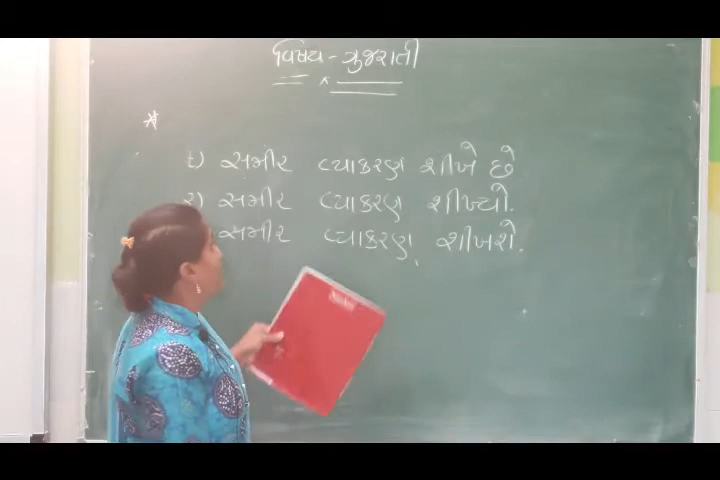 વિષય - ગુજરાતી
૧) સમીર વ્યાકરણ શીખે છે
૨) સમીર વ્યાકરણ શીખ્યો.
સમીર વ્યાકરણ શીખશે.